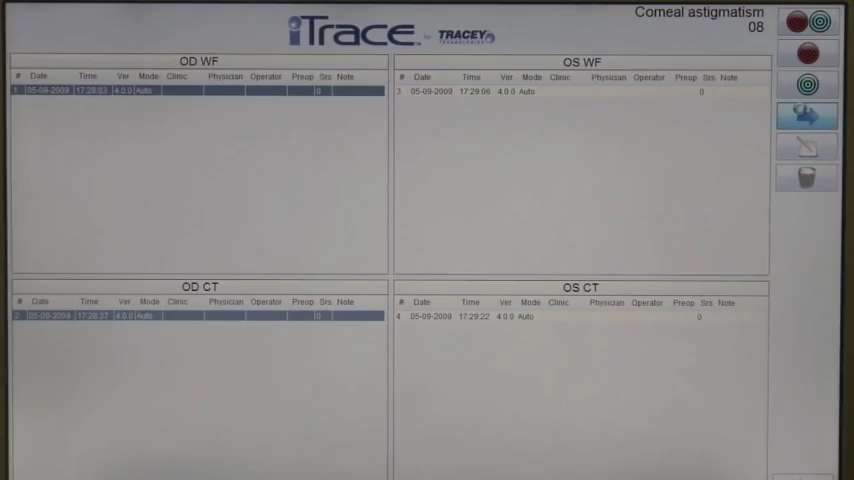 iTrace by TRACEY TECHNOLOGIES
Corneal astigmatism
08
OD WF
# Date Time Ver Mode Clinic Physician Operator Preop Srs Note
1 05-09-2009 17:28:03 4.0.0 Auto 0
OS WF
# Date Time Ver Mode Clinic Physician Operator Preop Srs Note
3 05-09-2009 17:29:06 4.0.0 Auto 0
OD CT
# Date Time Ver Mode Clinic Physician Operator Preop Srs Note
2 05-09-2009 17:28:37 4.0.0 Auto 0
OS CT
# Date Time Ver Mode Clinic Physician Operator Preop Srs Note
4 05-09-2009 17:29:22 4.0.0 Auto 0